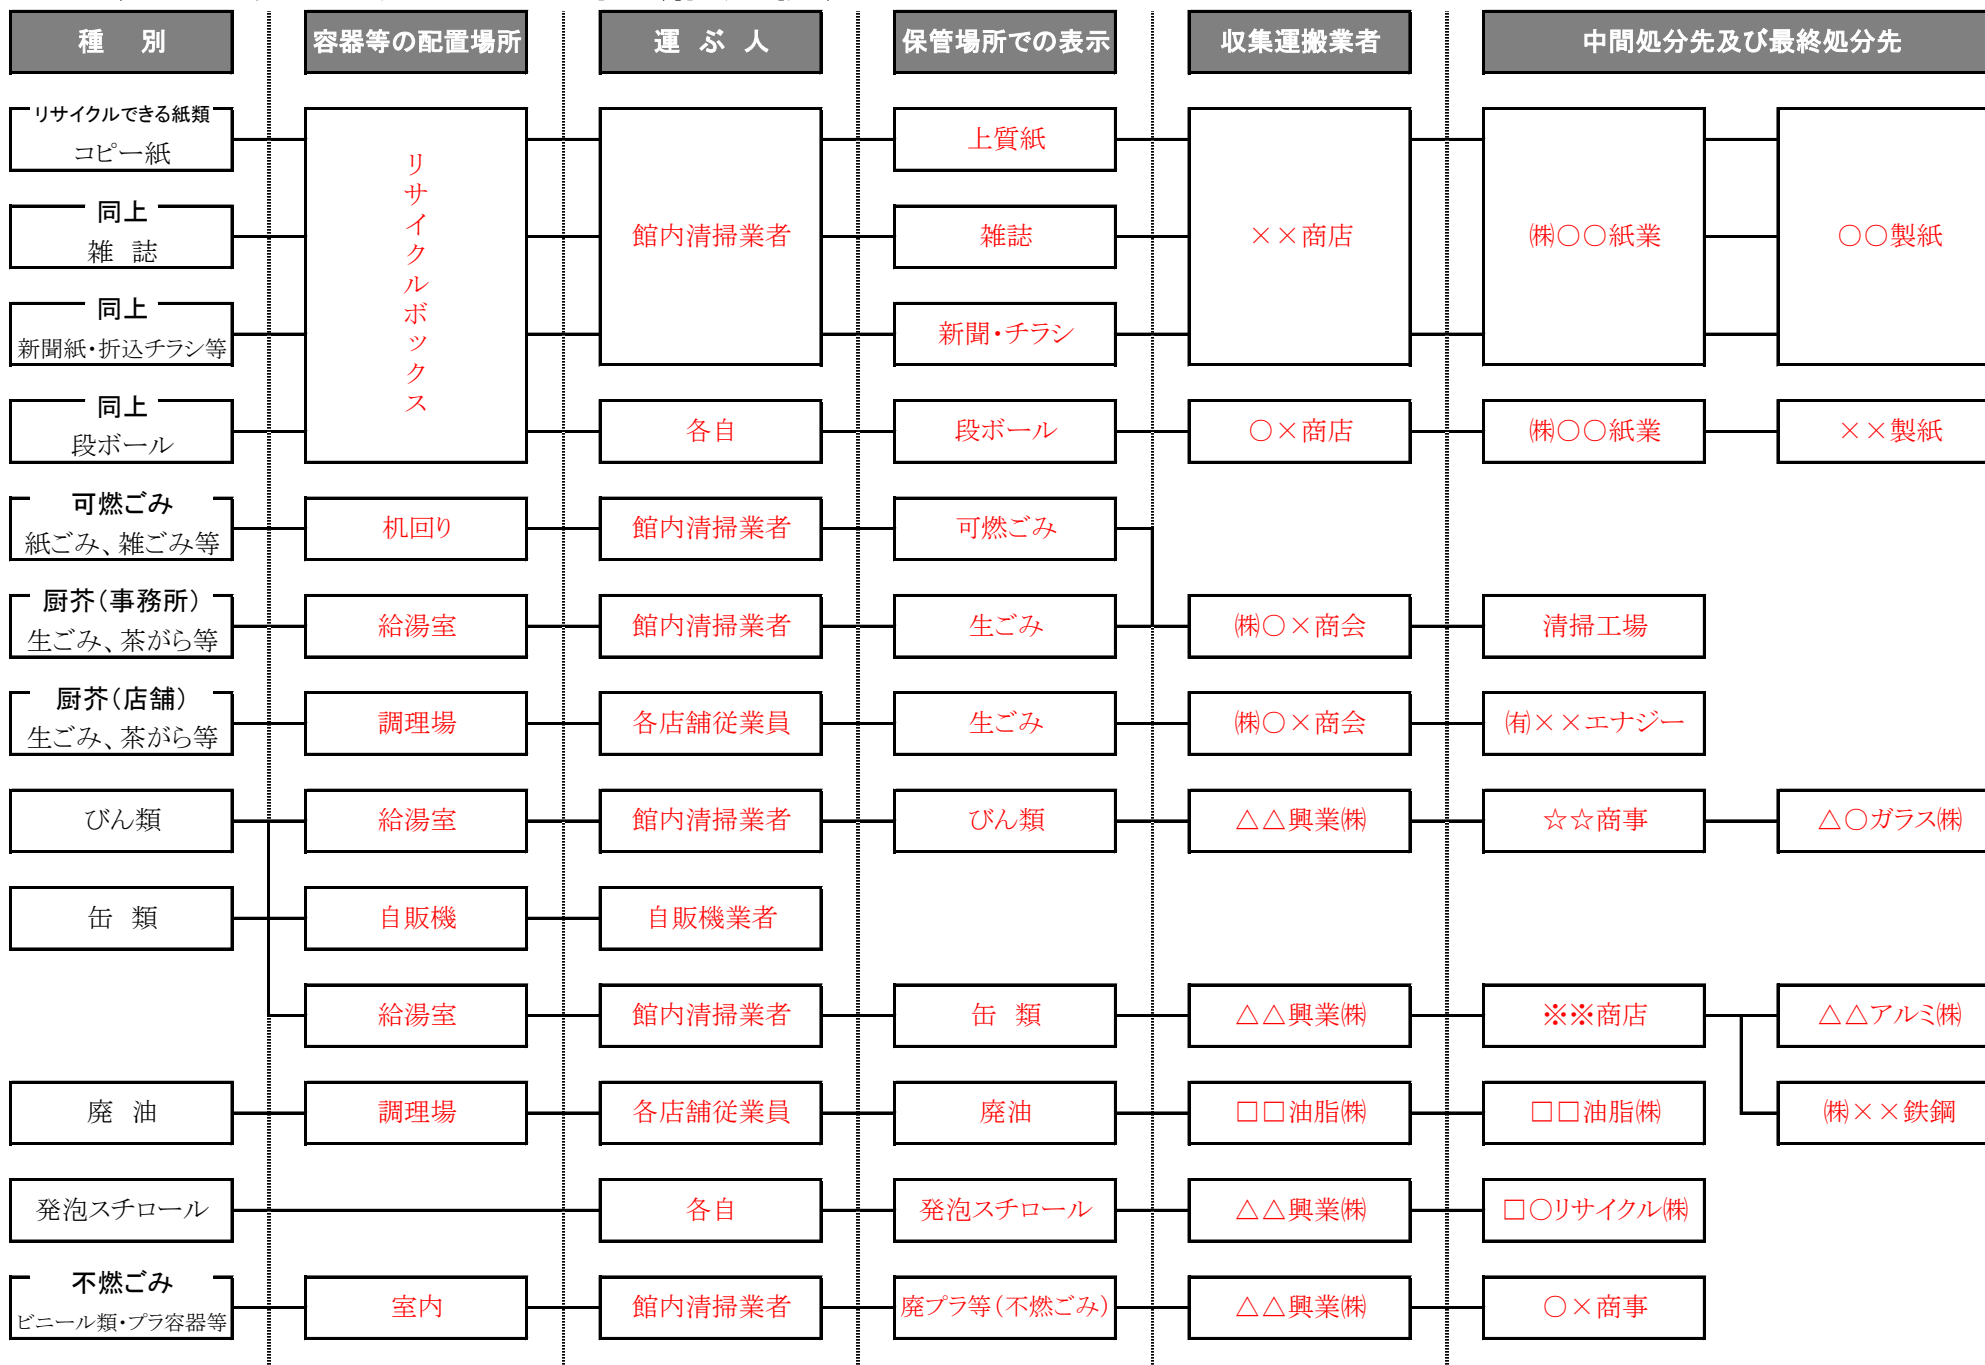 種 別 容器等の配置場所 運 ぶ 人 保管場所での表示 収集運搬業者 中間処分先及び最終処分先
リサイクルできる紙類
コピー紙 リサイクルボックス 館内清掃業者 上質紙 ××商店 ㈱○○紙業 ○○製紙
同上
雑 誌 雑誌
同上
新聞紙・折込チラシ等 新聞・チラシ
同上
段ボール 各自 段ボール ○×商店 ㈱○○紙業 ××製紙
可燃ごみ
紙ごみ、雑ごみ等 机回り 館内清掃業者 可燃ごみ
厨芥(事務所)
生ごみ、茶がら等 給湯室 館内清掃業者 生ごみ ㈱○×商会 清掃工場
厨芥(店舗)
生ごみ、茶がら等 調理場 各店舗従業員 生ごみ ㈱○×商会 ㈲××エナジー
びん類 給湯室 館内清掃業者 びん類 △△興業㈱ ☆☆商事 △○ガラス㈱
缶 類 自販機 自販機業者
給湯室 館内清掃業者 缶 類 △△興業㈱ ※※商店 △△アルミ㈱
廃 油 調理場 各店舗従業員 廃油 □□油脂㈱ □□油脂㈱ ㈱××鉄鋼
発泡スチロール 各自 発泡スチロール △△興業㈱ □○リサイクル㈱
不燃ごみ
ビニール類・プラ容器等 室内 館内清掃業者 廃プラ等(不燃ごみ) △△興業㈱ ○×商事